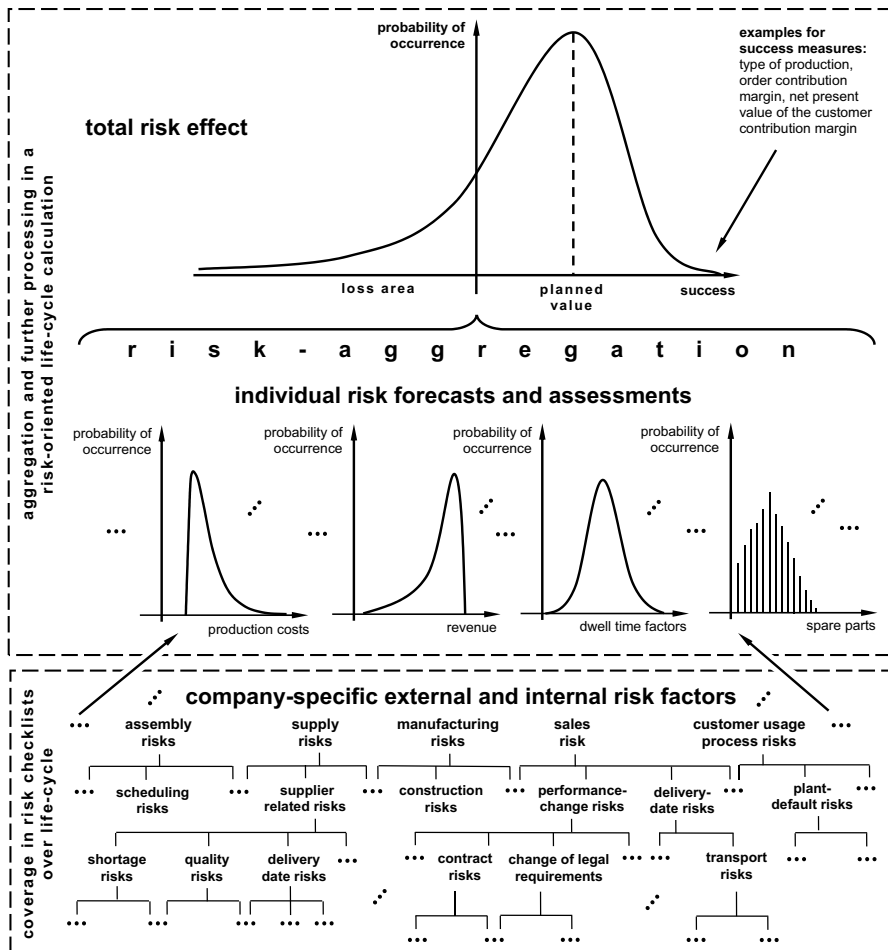 aggregation and further processing in a
risk-oriented life-cycle calculation
probability of
occurrence
examples for
success measures:
type of production,
order contribution
margin, net present
value of the customer
contribution margin
total risk effect
loss area
planned
value
success
risk-aggregation
individual risk forecasts and assessments
probability of
occurrence
production costs
probability of
occurrence
revenue
probability of
occurrence
dwell time factors
probability of
occurrence
spare parts
coverage in risk checklists
over life-cycle
company-specific external and internal risk factors
assembly
risks
supply
risks
manufacturing
risks
sales
risk
customer usage
process risks
scheduling
risks
supplier
related risks
construction
risks
performance-
change risks
delivery-
date risks
plant-
default risks
shortage
risks
quality
risks
delivery
date risks
contract
risks
change of legal
requirements
transport
risks